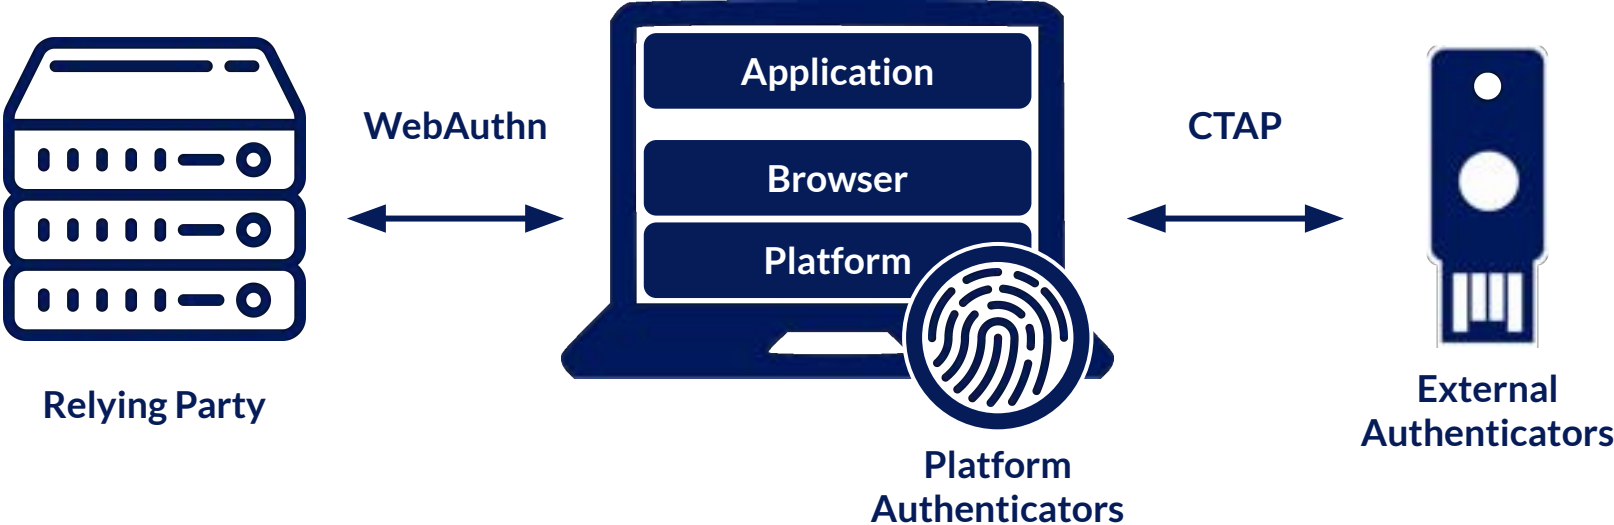 Application
WebAuthn
CTAP
Browser
Platform
Relying Party
External
Authenticators
Platform
Authenticators